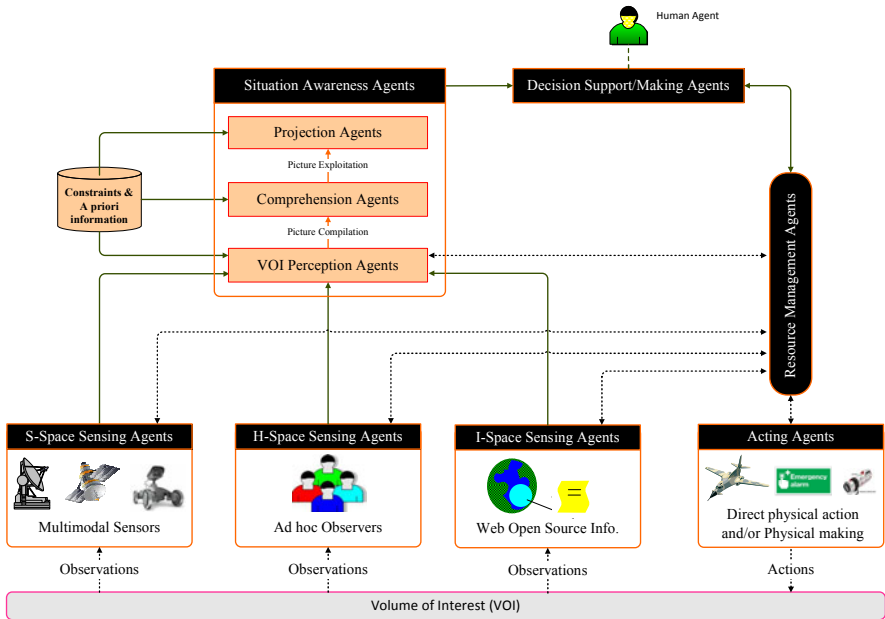 Human Agent
Situation Awareness Agents
Decision Support/Making Agents
Projection Agents
Picture Exploitation
Constraints &
A priori
information
Comprehension Agents
Picture Compilation
VOI Perception Agents
Resource Management Agents
S-Space Sensing Agents
H-Space Sensing Agents
I-Space Sensing Agents
Acting Agents
Emergency
alarm
Multimodal Sensors
Ad hoc Observers
Web Open Source Info.
Direct physical action
and/or Physical making
Observations
Observations
Observations
Actions
Volume of Interest (VOI)